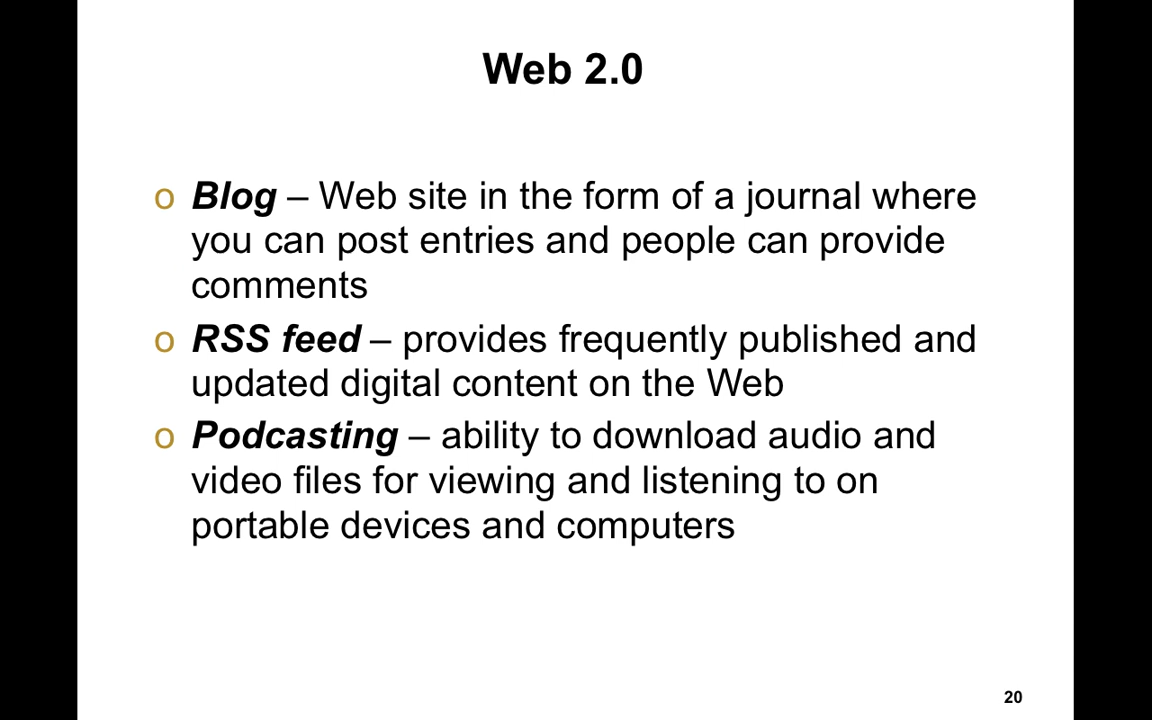 Web 2.0
o Blog – Web site in the form of a journal where
you can post entries and people can provide
comments
o RSS feed – provides frequently published and
updated digital content on the Web
o Podcasting – ability to download audio and
video files for viewing and listening to on
portable devices and computers
20